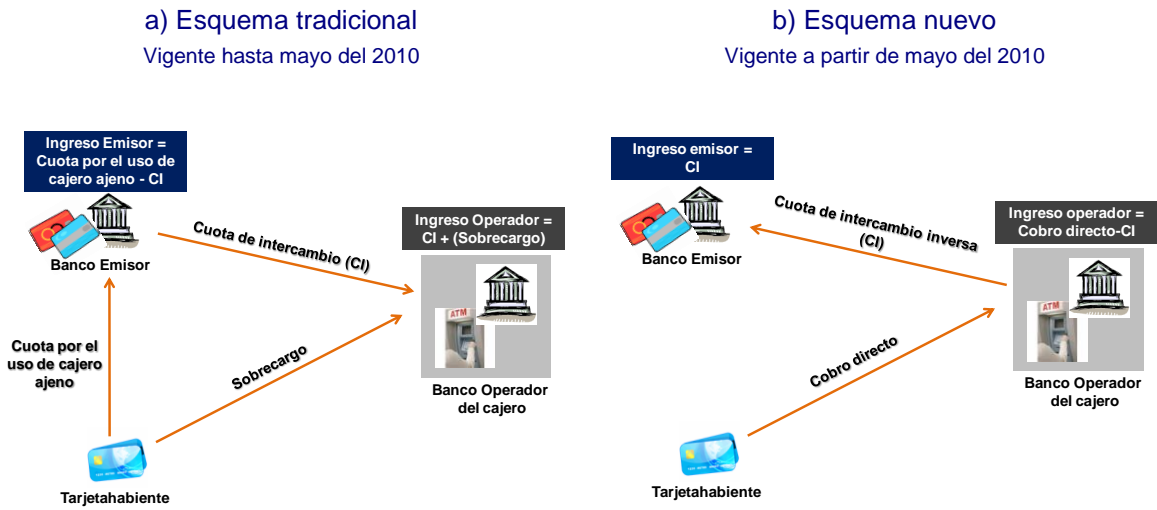 a) Esquema tradicional
Vigente hasta mayo del 2010
Ingreso Emisor =
Cuota por el uso de
cajero ajeno - CI
Banco Emisor
Cuota de intercambio (CI)
Ingreso Operador =
CI + (Sobrecargo)
ATM
Banco Operador
del cajero
Cuota por el
uso de cajero
ajeno
Sobrecargo
Tarjetahabiente
b) Esquema nuevo
Vigente a partir de mayo del 2010
Ingreso emisor =
CI
Banco Emisor
Cuota de intercambio inversa
(CI)
Ingreso operador =
Cobro directo-CI
ATM
Banco Operador
del cajero
Cobro directo
Tarjetahabiente